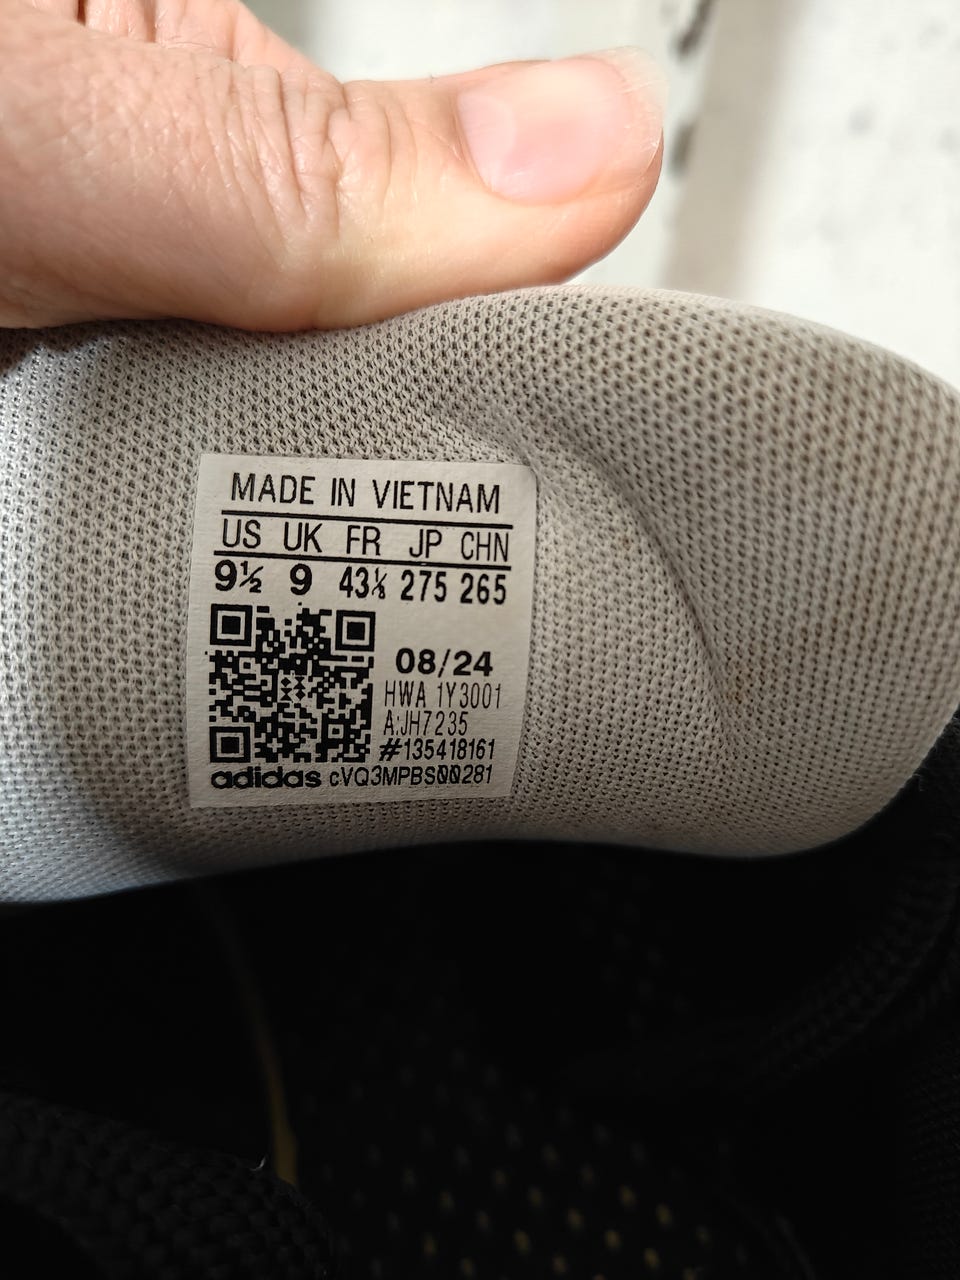 MADE IN VIETNAM
US UK FR JP CHN
9½ 9 43⅓ 275 265
08/24
HWA 1Y3001
A:JH7235
#135418161
adidas cVQ3MPBS00281